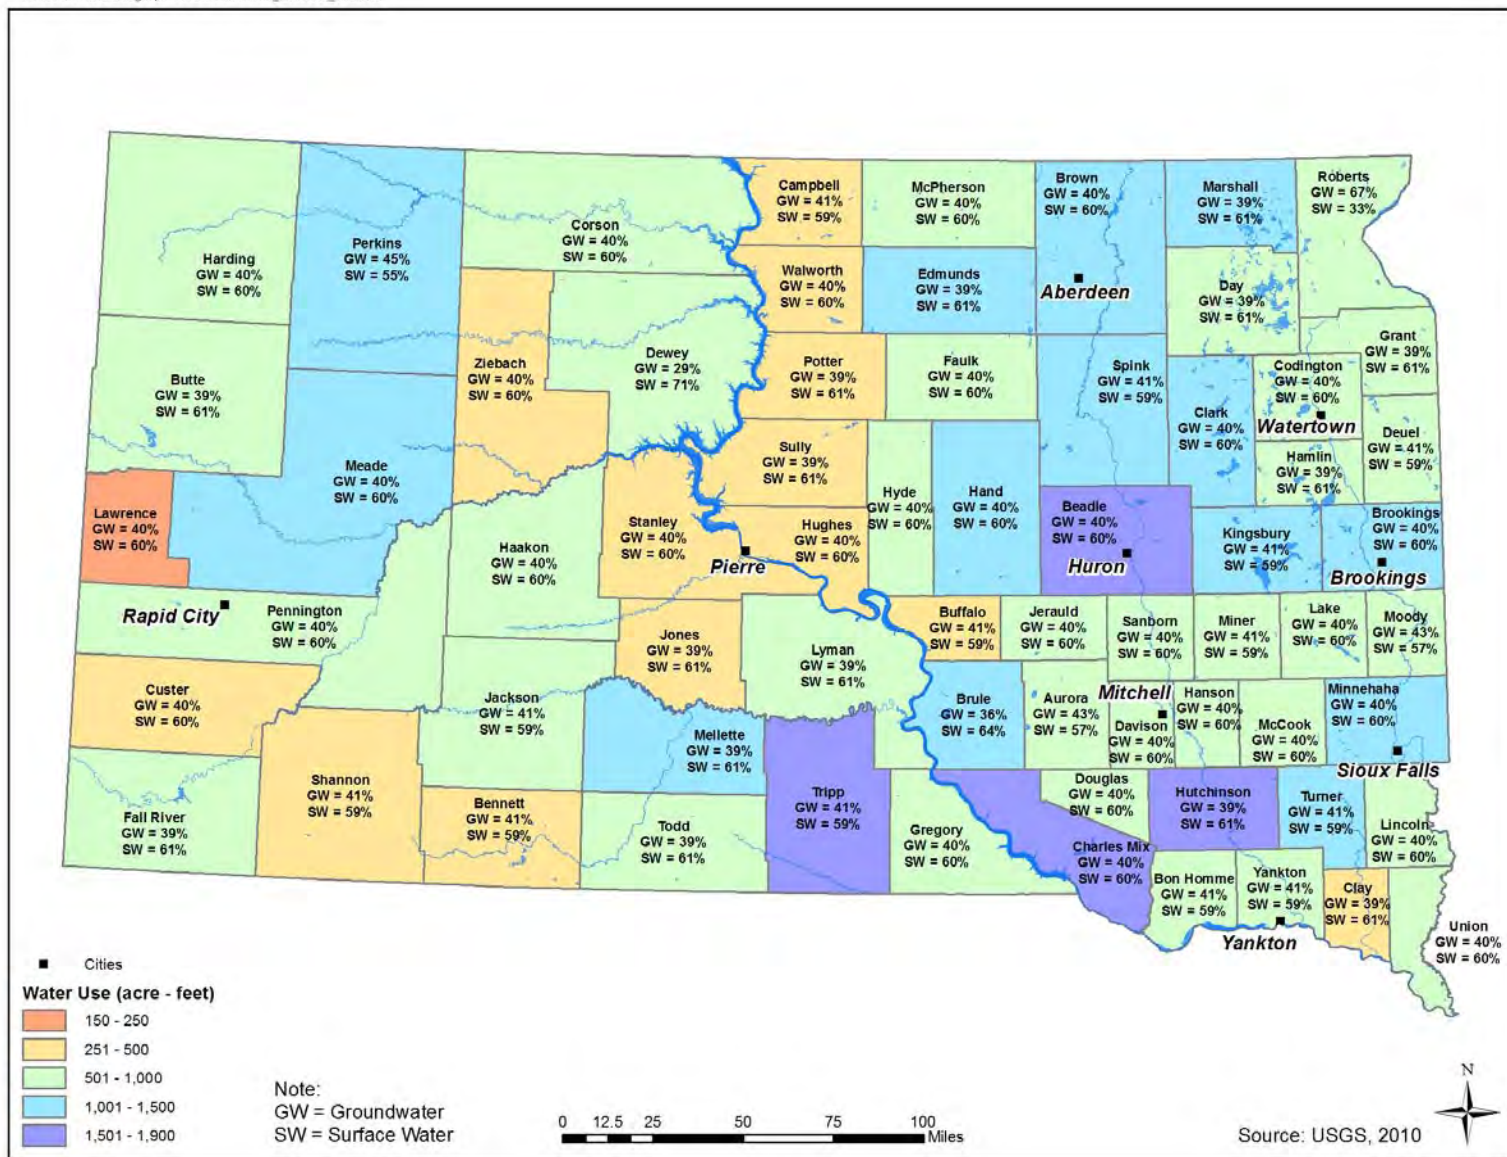 Campbell
GW = 41%
SW = 59%
McPherson
GW = 40%
SW = 60%
Brown
GW = 40%
SW = 60%
Marshall
GW = 39%
SW = 61%
Roberts
GW = 67%
SW = 33%
Harding
GW = 40%
SW = 60%
Perkins
GW = 45%
SW = 55%
Corson
GW = 40%
SW = 60%
Walworth
GW = 40%
SW = 60%
Edmunds
GW = 39%
SW = 61%
Aberdeen
Day
GW = 39%
SW = 61%
Grant
GW = 39%
SW = 61%
Butte
GW = 39%
SW = 61%
Ziebach
GW = 40%
SW = 60%
Dewey
GW = 29%
SW = 71%
Potter
GW = 39%
SW = 61%
Faulk
GW = 40%
SW = 60%
Spink
GW = 41%
SW = 59%
Clark
GW = 40%
SW = 60%
Codington
GW = 40%
SW = 60%
Watertown
Deuel
GW = 41%
SW = 59%
Hamlin
GW = 39%
SW = 61%
Meade
GW = 40%
SW = 60%
Sully
GW = 39%
SW = 61%
Hyde
GW = 40%
SW = 60%
Hand
GW = 40%
SW = 60%
Beadle
GW = 40%
SW = 60%
Huron
Kingsbury
GW = 41%
SW = 59%
Brookings
GW = 40%
SW = 60%
Brookings
Lawrence
GW = 40%
SW = 60%
Haakon
GW = 40%
SW = 60%
Stanley
GW = 40%
SW = 60%
Hughes
GW = 40%
SW = 60%
Pierre
Rapid City
Pennington
GW = 40%
SW = 60%
Jones
GW = 39%
SW = 61%
Lyman
GW = 39%
SW = 61%
Buffalo
GW = 41%
SW = 59%
Jerauld
GW = 40%
SW = 60%
Sanborn
GW = 40%
SW = 60%
Miner
GW = 41%
SW = 59%
Lake
GW = 40%
SW = 60%
Moody
GW = 43%
SW = 57%
Custer
GW = 40%
SW = 60%
Jackson
GW = 41%
SW = 59%
Mellette
GW = 39%
SW = 61%
Brule
GW = 36%
SW = 64%
Aurora
GW = 43%
SW = 57%
Mitchell
Davison
GW = 40%
SW = 60%
Hanson
GW = 40%
SW = 60%
McCook
GW = 40%
SW = 60%
Minnehaha
GW = 40%
SW = 60%
Sioux Falls
Fall River
GW = 39%
SW = 61%
Shannon
GW = 41%
SW = 59%
Bennett
GW = 41%
SW = 59%
Todd
GW = 39%
SW = 61%
Tripp
GW = 41%
SW = 59%
Gregory
GW = 40%
SW = 60%
Douglas
GW = 40%
SW = 60%
Charles Mix
GW = 40%
SW = 60%
Hutchinson
GW = 39%
SW = 61%
Turner
GW = 41%
SW = 59%
Lincoln
GW = 40%
SW = 60%
Bon Homme
GW = 41%
SW = 59%
Yankton
GW = 41%
SW = 59%
Yankton
Clay
GW = 39%
SW = 61%
Union
GW = 40%
SW = 60%
Cities
Water Use (acre - feet)
150 - 250
251 - 500
501 - 1,000
1,001 - 1,500
1,501 - 1,900
Note:
GW = Groundwater
SW = Surface Water
0 12.5 25 50 75 100
Miles
N
Source: USGS, 2010